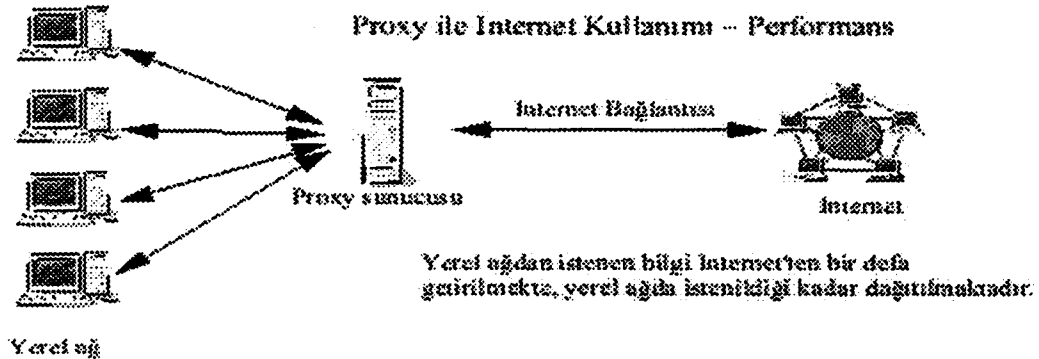 Proxy ile Internet Kullanımı – Performans
Internet Bağlantısı
Proxy sunucusu
Internet
Yerel ağdan istenen bilgi Internet'ten bir defa
getirilmekte, yerel ağda istenildiği kadar dağıtılmaktadır.
Yerel ağ